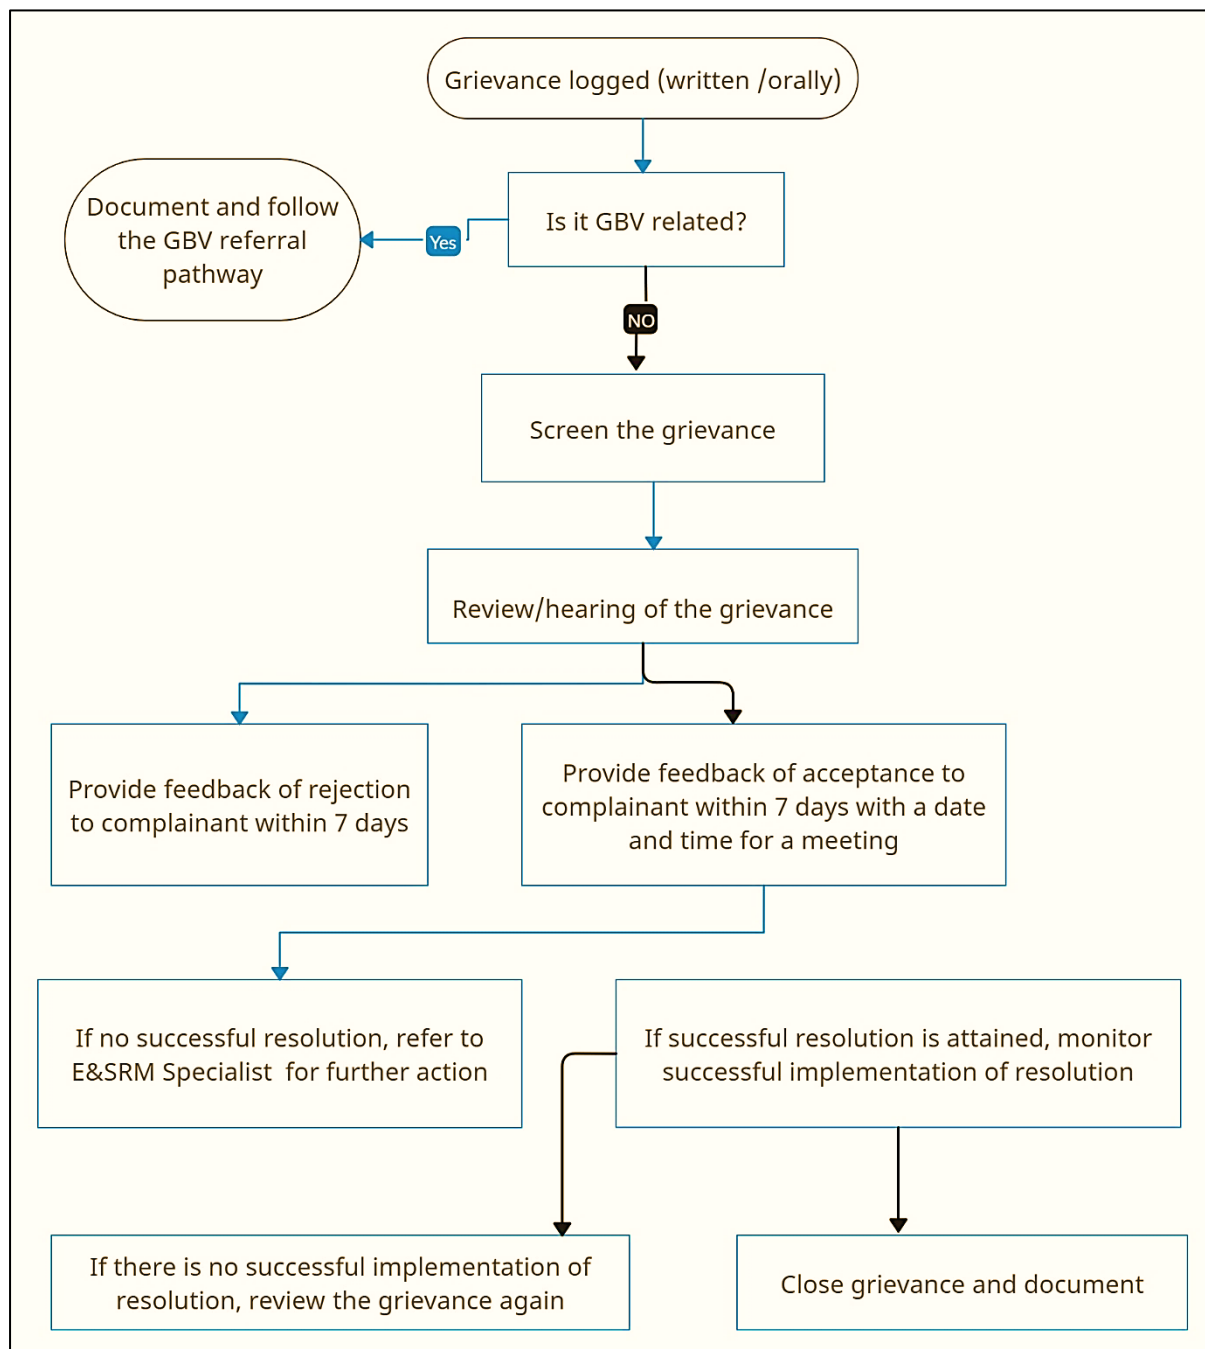 Grievance logged (written /orally)
Is it GBV related?
Yes
Document and follow
the GBV referral
pathway
NO
Screen the grievance
Review/hearing of the grievance
Provide feedback of rejection
to complainant within 7 days
Provide feedback of acceptance to
complainant within 7 days with a date
and time for a meeting
If no successful resolution, refer to
E&SRM Specialist  for further action
If successful resolution is attained, monitor
successful implementation of resolution
If there is no successful implementation of
resolution, review the grievance again
Close grievance and document